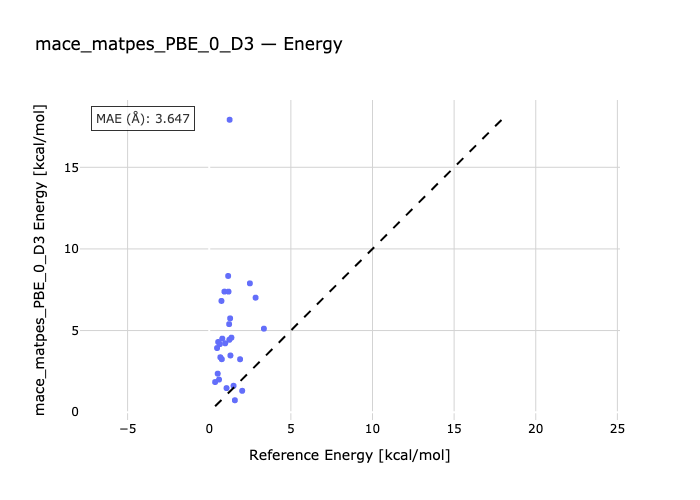 mace_matpes_PBE_0_D3 — Energy
MAE (Å): 3.647
mace_matpes_PBE_0_D3 Energy [kcal/mol]
15
10
5
0
−5
0
5
10
15
20
25
Reference Energy [kcal/mol]